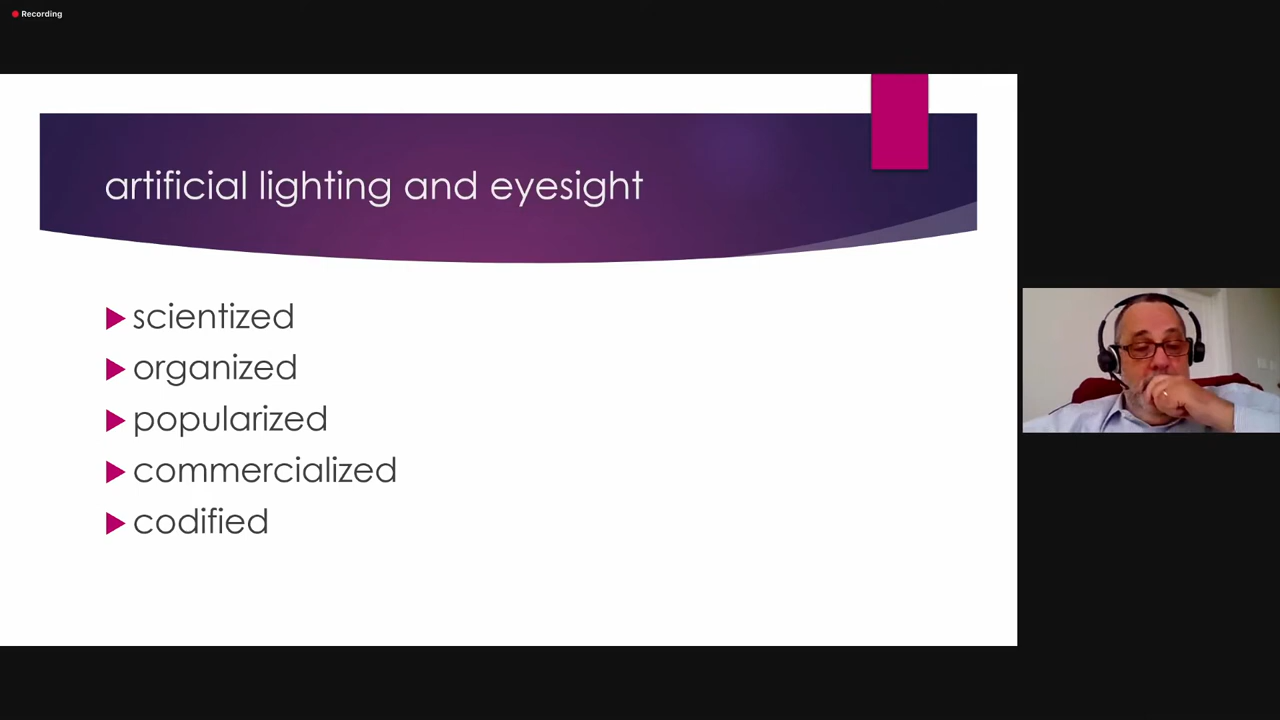 Recording
artificial lighting and eyesight
scientized
organized
popularized
commercialized
codified